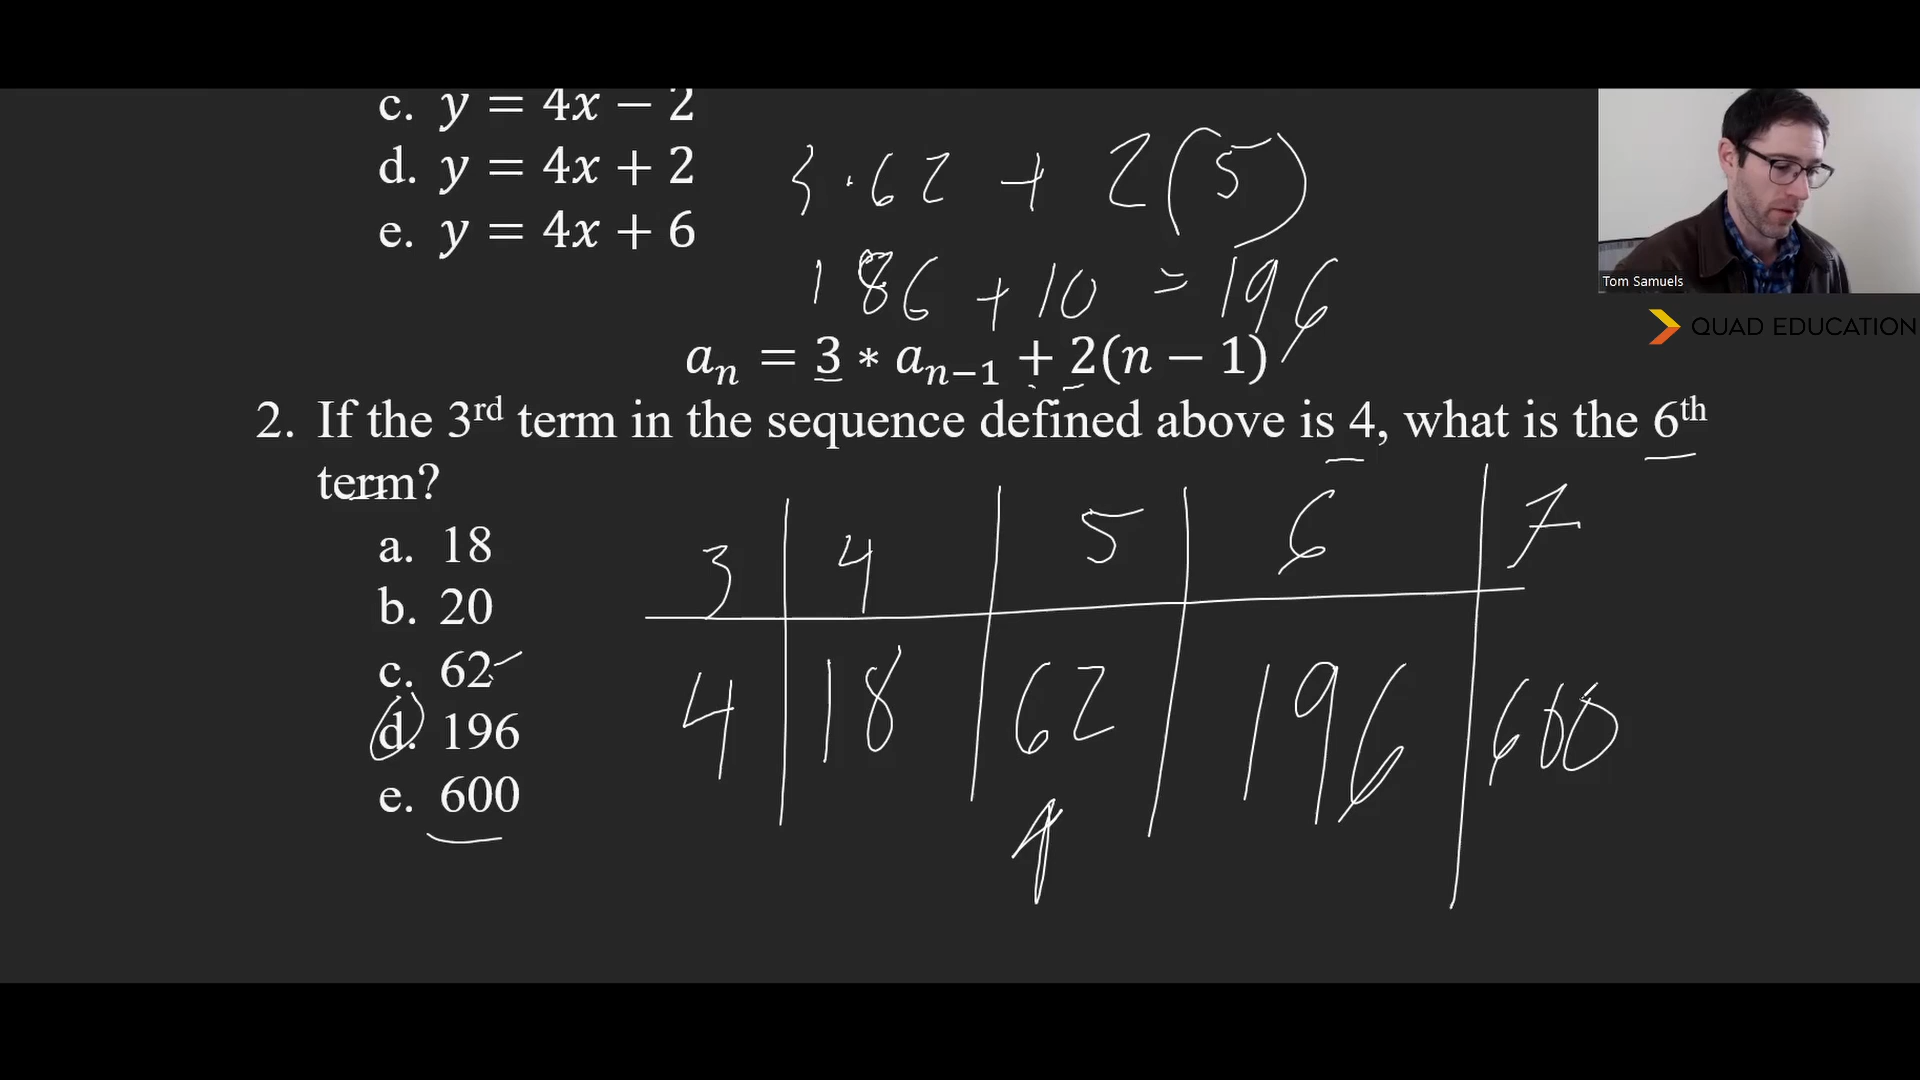 c. y = 4x − 2
d. y = 4x + 2
e. y = 4x + 6
3·62 + 2(5)
186 + 10 = 196
Tom Samuels
QUAD EDUCATION
aₙ = 3 * aₙ₋₁ + 2(n − 1)
2. If the 3rd term in the sequence defined above is 4, what is the 6th
term?
a. 18
b. 20
c. 62
d. 196
e. 600
3 4 5 6 7
4 18 62 196 600